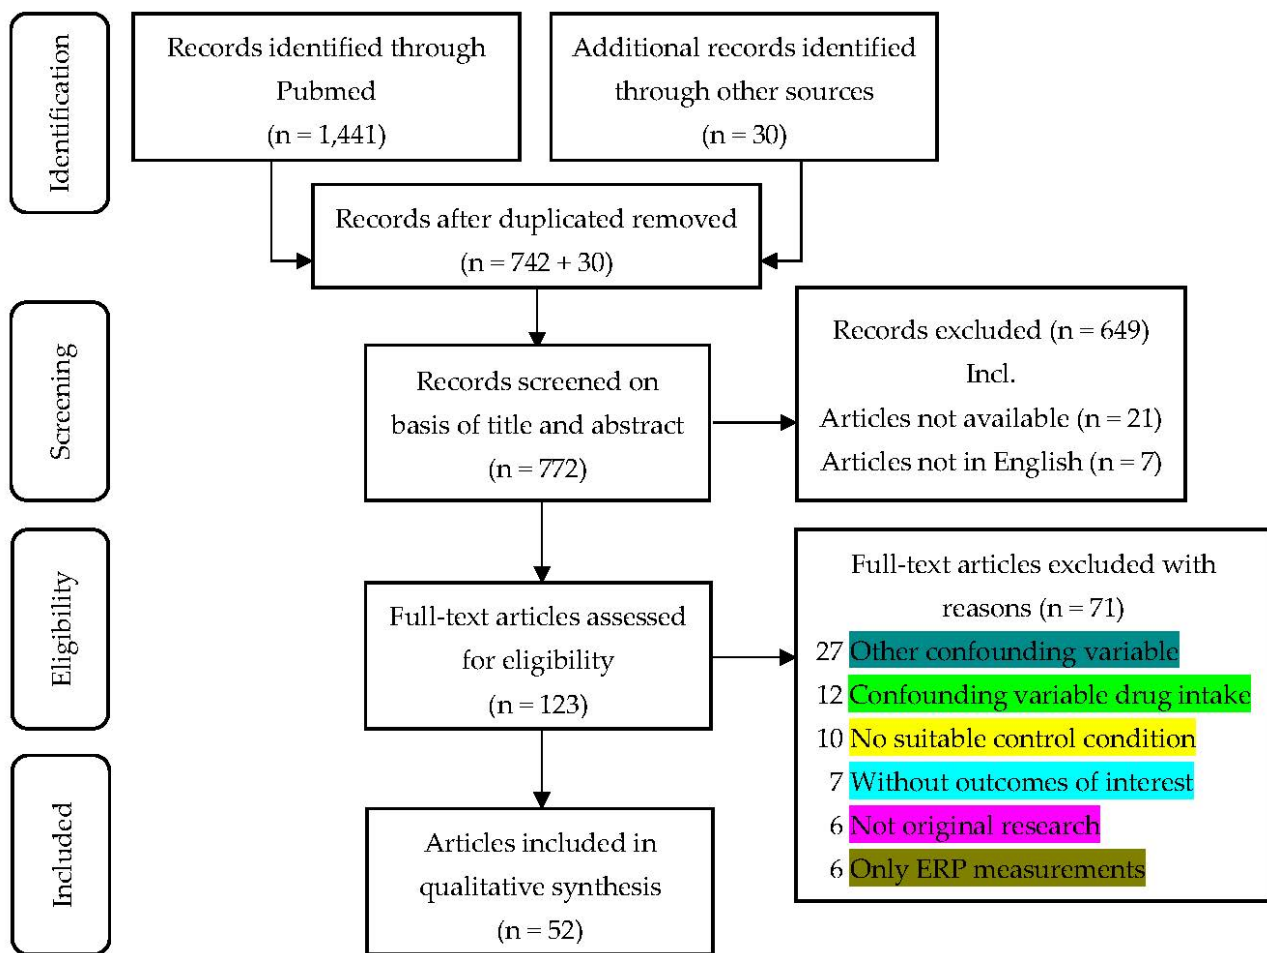 Identification
Records identified through
Pubmed
(n = 1,441)
Additional records identified
through other sources
(n = 30)
Records after duplicated removed
(n = 742 + 30)
Screening
Records screened on
basis of title and abstract
(n = 772)
Records excluded (n = 649)
Incl.
Articles not available (n = 21)
Articles not in English (n = 7)
Eligibility
Full-text articles assessed
for eligibility
(n = 123)
Full-text articles excluded with
reasons (n = 71)
27 Other confounding variable
12 Confounding variable drug intake
10 No suitable control condition
7 Without outcomes of interest
6 Not original research
6 Only ERP measurements
Included
Articles included in
qualitative synthesis
(n = 52)